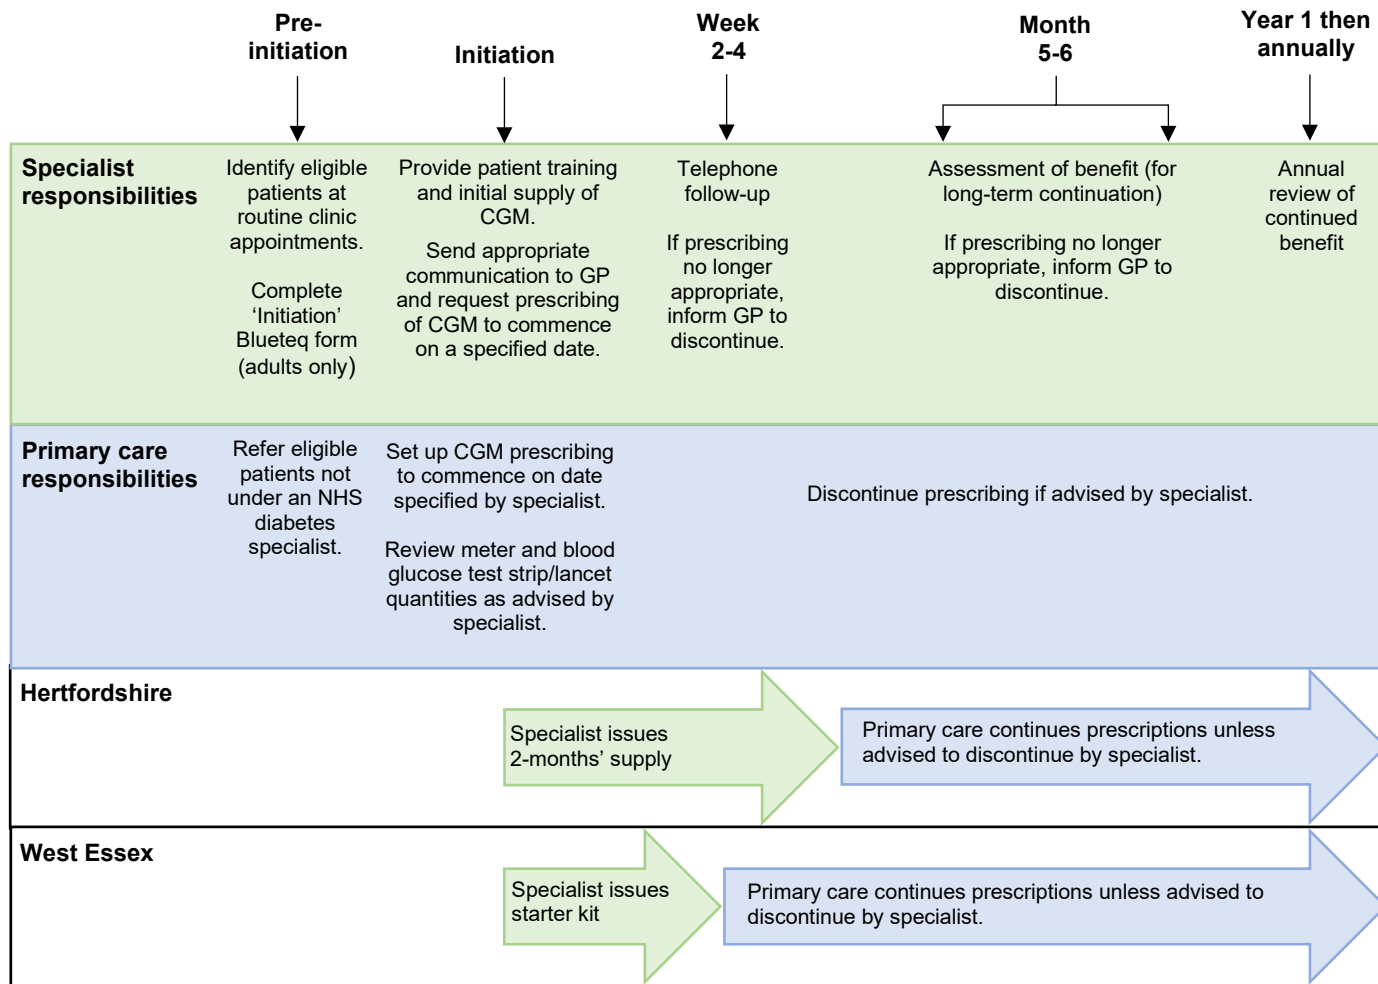 Pre-
initiation
Initiation
Week
2-4
Month
5-6
Year 1 then
annually
Specialist
responsibilities
Identify eligible
patients at
routine clinic
appointments.
Complete
‘Initiation’
Blueteq form
(adults only)
Provide patient training
and initial supply of
CGM.
Send appropriate
communication to GP
and request prescribing
of CGM to commence
on a specified date.
Telephone
follow-up
If prescribing
no longer
appropriate,
inform GP to
discontinue.
Assessment of benefit (for
long-term continuation)
If prescribing no longer
appropriate, inform GP to
discontinue.
Annual
review of
continued
benefit
Primary care
responsibilities
Refer eligible
patients not
under an NHS
diabetes
specialist.
Set up CGM prescribing
to commence on date
specified by specialist.
Review meter and blood
glucose test strip/lancet
quantities as advised by
specialist.
Discontinue prescribing if advised by specialist.
Hertfordshire
Specialist issues
2-months’ supply
Primary care continues prescriptions unless
advised to discontinue by specialist.
West Essex
Specialist issues
starter kit
Primary care continues prescriptions unless advised to
discontinue by specialist.